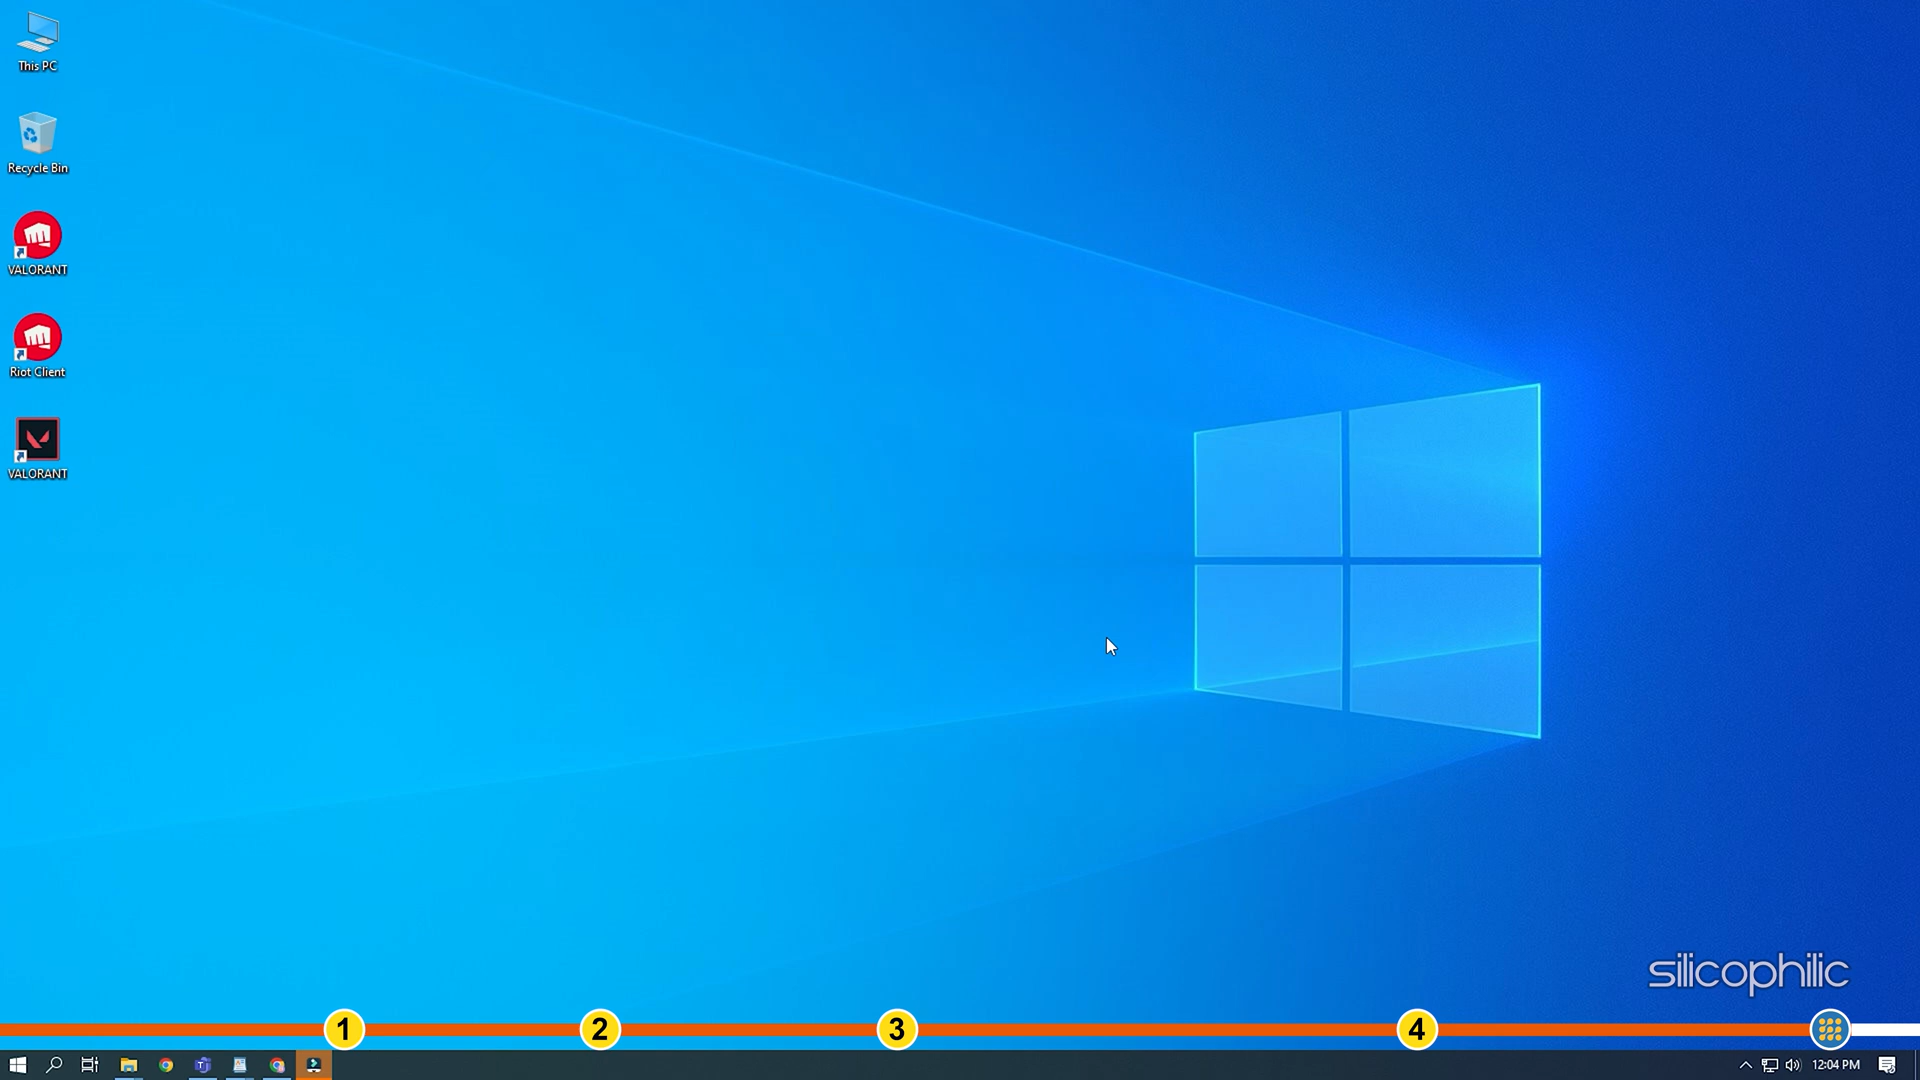 This PC
Recycle Bin
VALORANT
Riot Client
VALORANT
silicophilic
1 2 3 4
12:04 PM